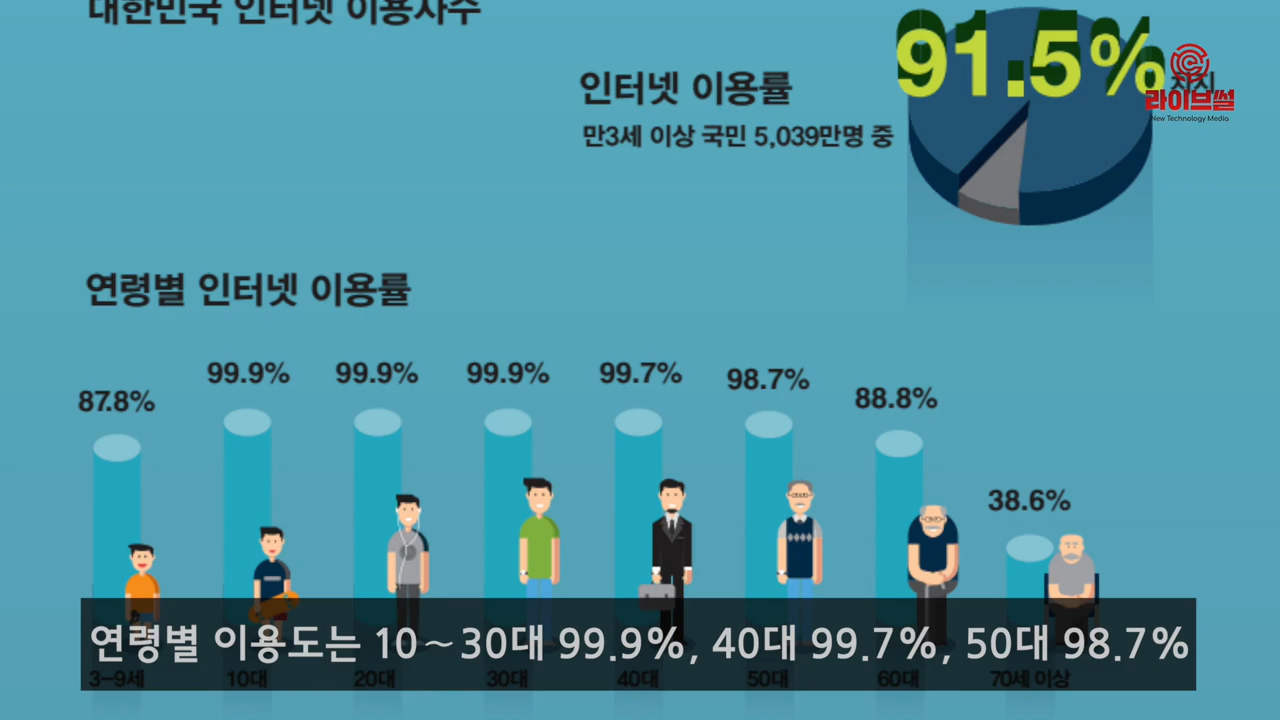 대한민국 인터넷 이용자수
91.5%
인터넷 이용률
만3세 이상 국민 5,039만명 중
라이브썰
New Technology Media
연령별 인터넷 이용률
87.8% 99.9% 99.9% 99.9% 99.7% 98.7% 88.8% 38.6%
연령별 이용도는 10~30대 99.9%, 40대 99.7%, 50대 98.7%
3-9세 10대 20대 30대 40대 50대 60대 70세 이상